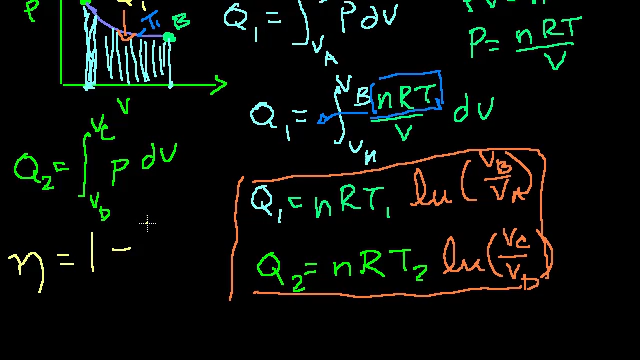 P
T₁
B
V
Q₁ = ∫_{V_A} P dV
P = nRT/V
Q₁ = ∫_{V_A}^{V_B} nRT₁/V dV
Q₂ = ∫_{V_D}^{V_C} P dV
Q₁ = nRT₁ ln(V_B/V_A)
Q₂ = nRT₂ ln(V_C/V_D)
η = 1 -